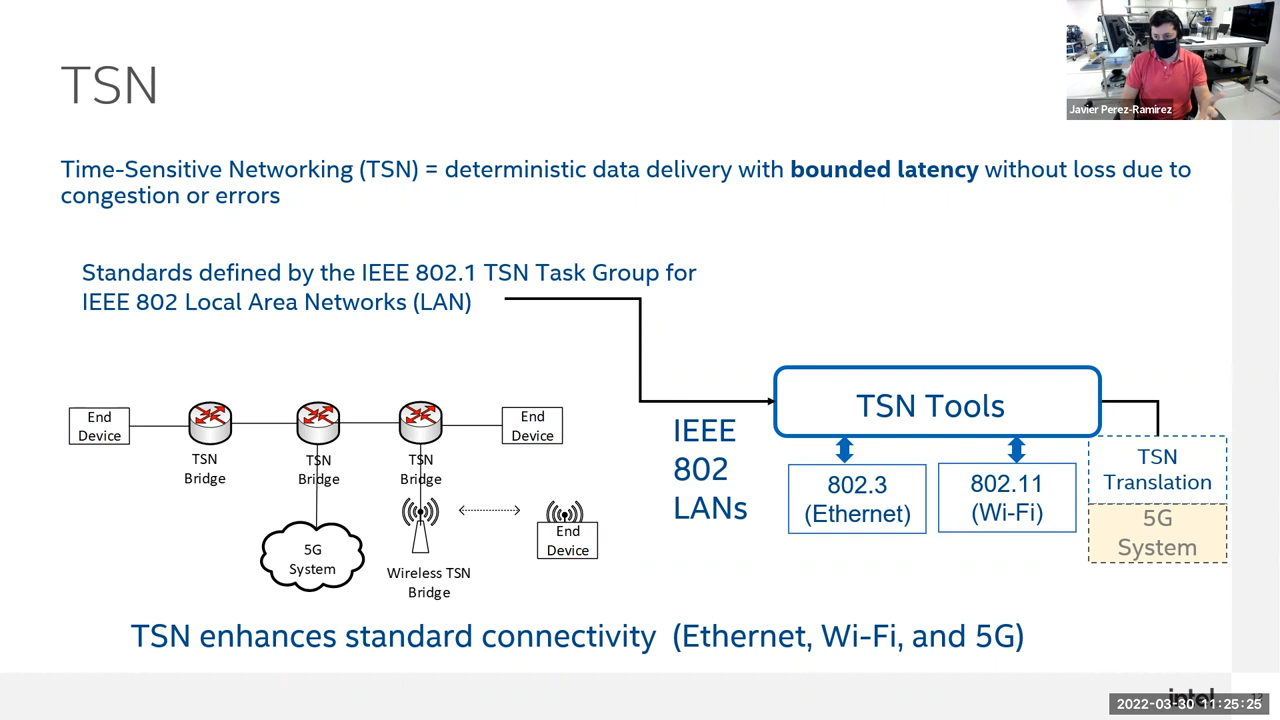 TSN
Javier Perez-Ramirez
Time-Sensitive Networking (TSN) = deterministic data delivery with bounded latency without loss due to
congestion or errors
Standards defined by the IEEE 802.1 TSN Task Group for
IEEE 802 Local Area Networks (LAN)
End
Device
TSN
Bridge
TSN
Bridge
TSN
Bridge
End
Device
5G
System
Wireless TSN
Bridge
End
Device
IEEE
802
LANs
TSN Tools
802.3
(Ethernet)
802.11
(Wi-Fi)
TSN
Translation
5G
System
TSN enhances standard connectivity (Ethernet, Wi-Fi, and 5G)
intel
2022-03-30 11:25:25